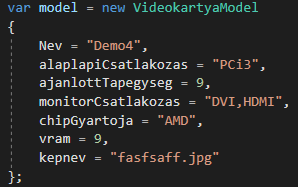 var model = new VideokartyaModel
{
Nev = "Demo4",
alaplapiCsatlakozas = "PCi3",
ajanlottTapegyseg = 9,
monitorCsatlakozas = "DVI,HDMI",
chipGyartoja = "AMD",
vram = 9,
kepnev = "fasfsaff.jpg"
};